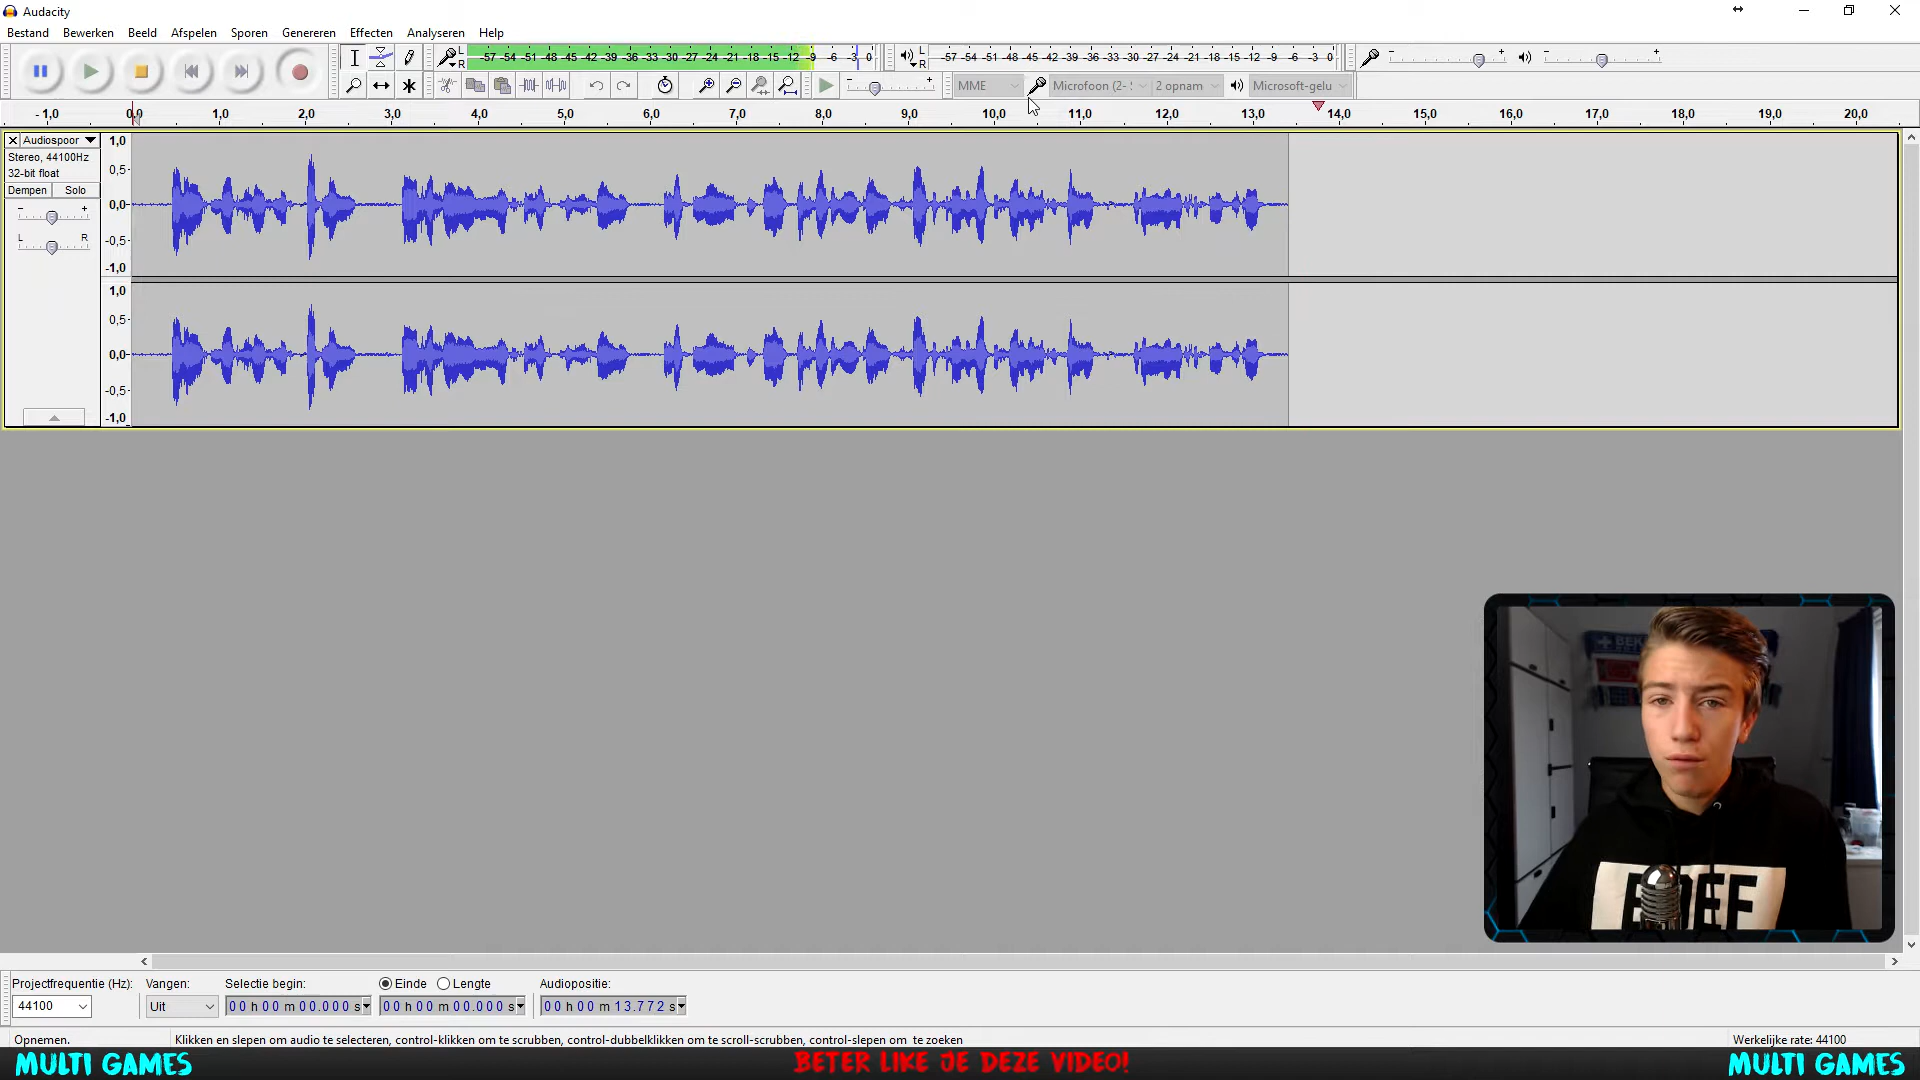 Audacity
Bestand Bewerken Beeld Afspelen Sporen Genereren Effecten Analyseren Help
L R -57 -54 -51 -48 -45 -42 -39 -36 -33 -30 -27 -24 -21 -18 -15 -12 -9 -6 -3 0 L R -57 -54 -51 -48 -45 -42 -39 -36 -33 -30 -27 -24 -21 -18 -15 -12 -9 -6 -3 0 - + - +
- + MME Microfoon (2- 2 opnam Microsoft-gelu
- 1,0 0,0 1,0 2,0 3,0 4,0 5,0 6,0 7,0 8,0 9,0 10,0 11,0 12,0 13,0 14,0 15,0 16,0 17,0 18,0 19,0 20,0
Audiospoor
Stereo, 44100Hz
32-bit float
Dempen Solo
- +
L R
1,0
0,5
0,0
-0,5
-1,0
1,0
0,5
0,0
-0,5
-1,0
BEK
EDEF
Projectfrequentie (Hz): Vangen: Selectie begin: Einde Lengte Audiopositie:
44100 Uit 00 h 00 m 00.000 s 00 h 00 m 00.000 s 00 h 00 m 13.772 s
Opnemen. Klikken en slepen om audio te selecteren, control-klikken om te scrubben, control-dubbelklikken om te scroll-scrubben, control-slepen om te zoeken Werkelijke rate: 44100
MULTI GAMES BETER LIKE JE DEZE VIDEO! MULTI GAMES